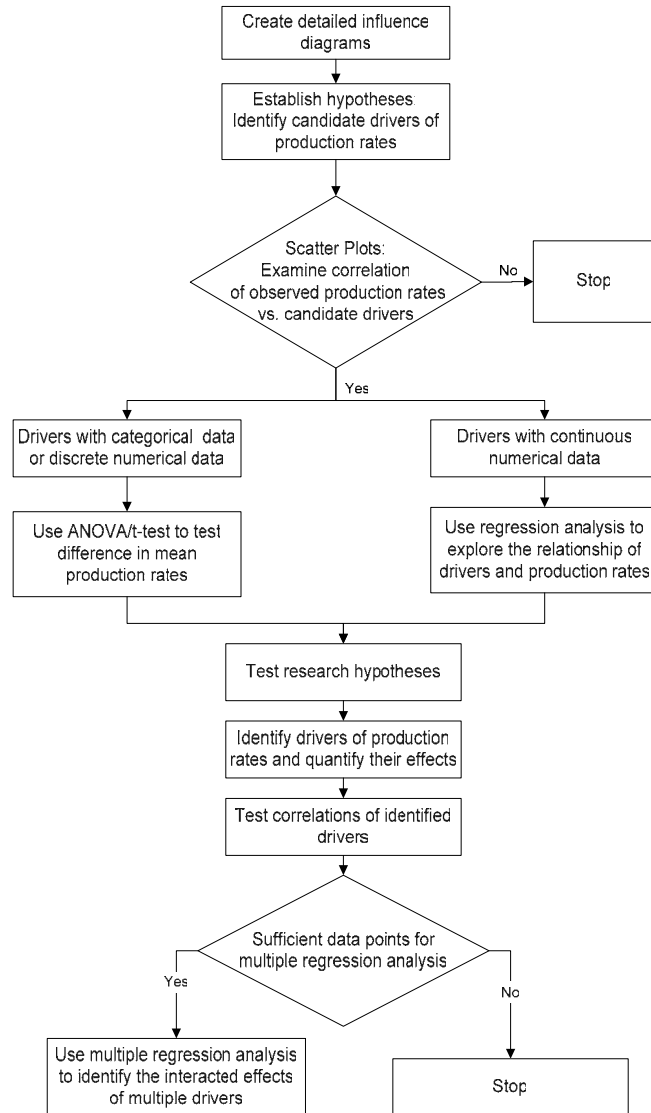 Create detailed influence
diagrams
Establish hypotheses:
Identify candidate drivers of
production rates
Scatter Plots:
Examine correlation
of observed production rates
vs. candidate drivers
No
Stop
Yes
Drivers with categorical data
or discrete numerical data
Drivers with continuous
numerical data
Use ANOVA/t-test to test
difference in mean
production rates
Use regression analysis to
explore the relationship of
drivers and production rates
Test research hypotheses
Identify drivers of production
rates and quantify their effects
Test correlations of identified
drivers
Sufficient data points for
multiple regression analysis
Yes
No
Use multiple regression analysis
to identify the interacted effects
of multiple drivers
Stop